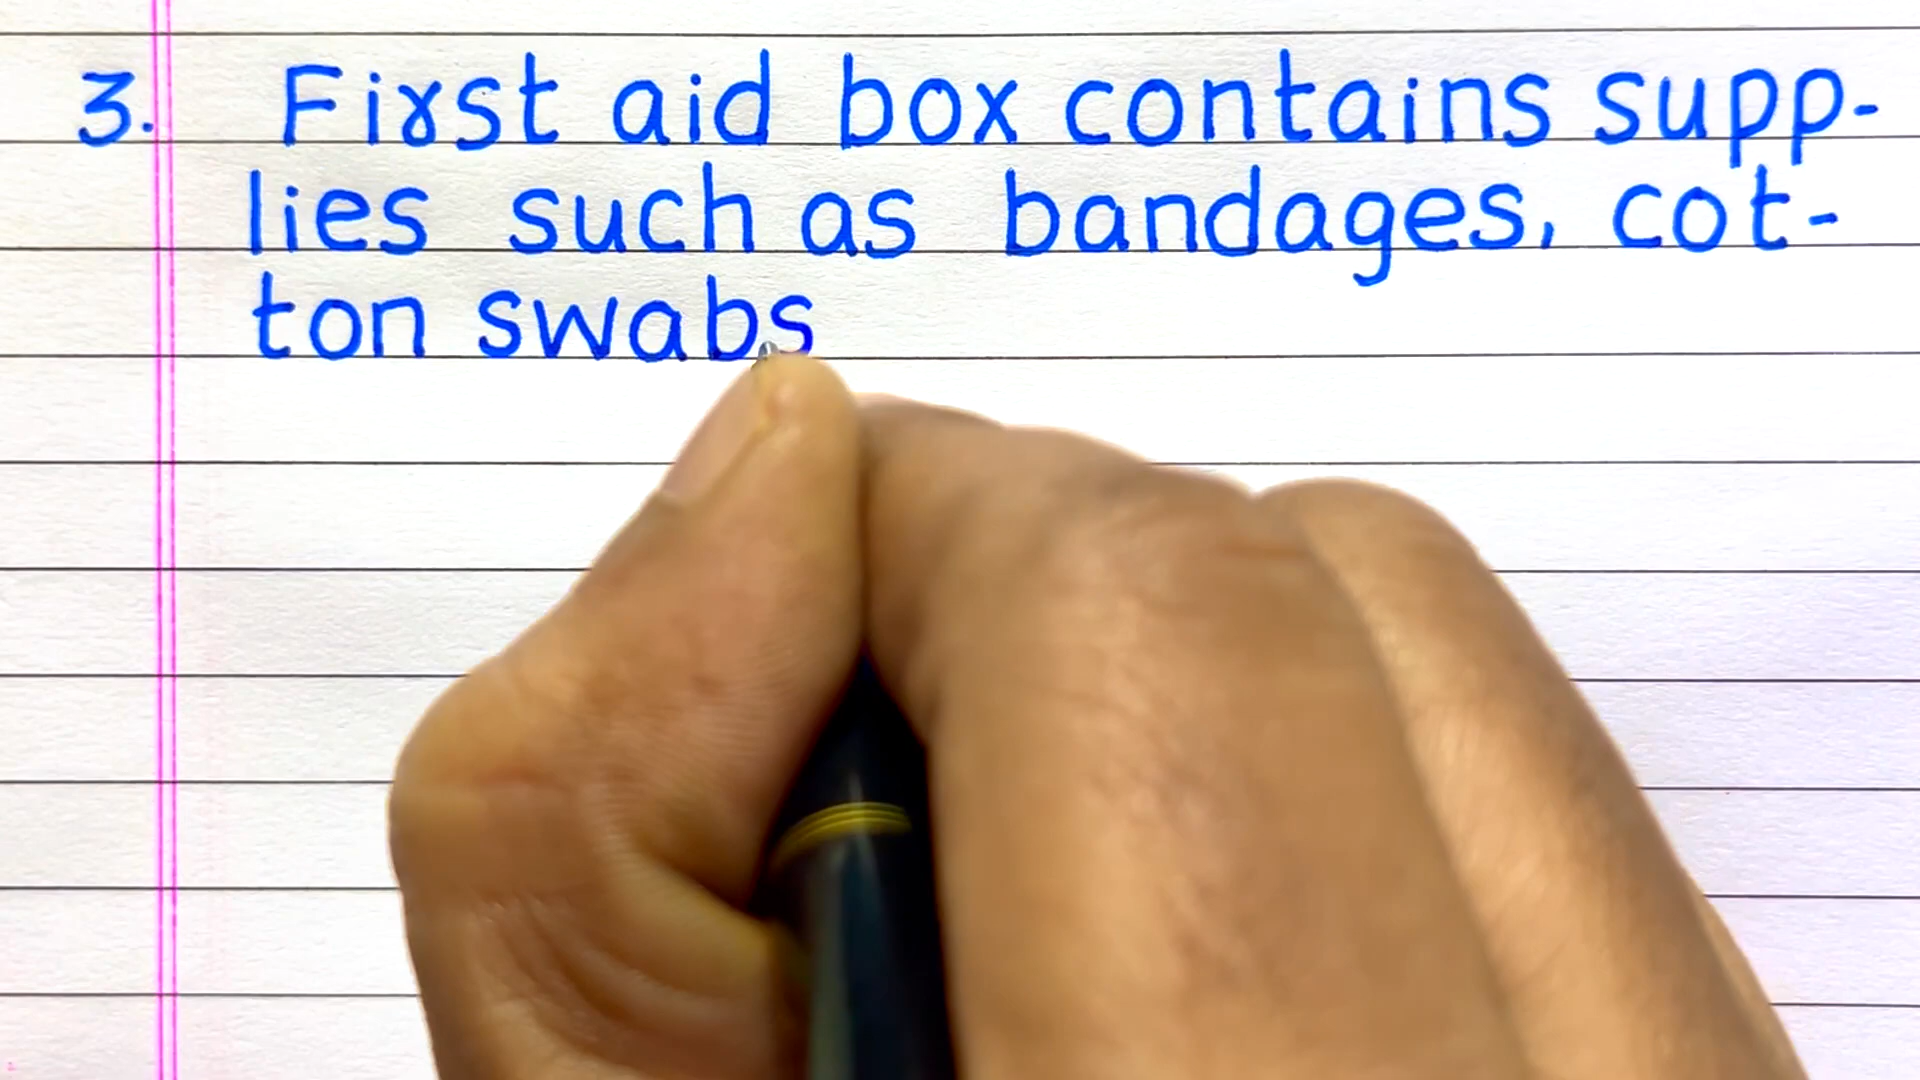 3. First aid box contains supp-
lies such as bandages, cot-
ton swabs